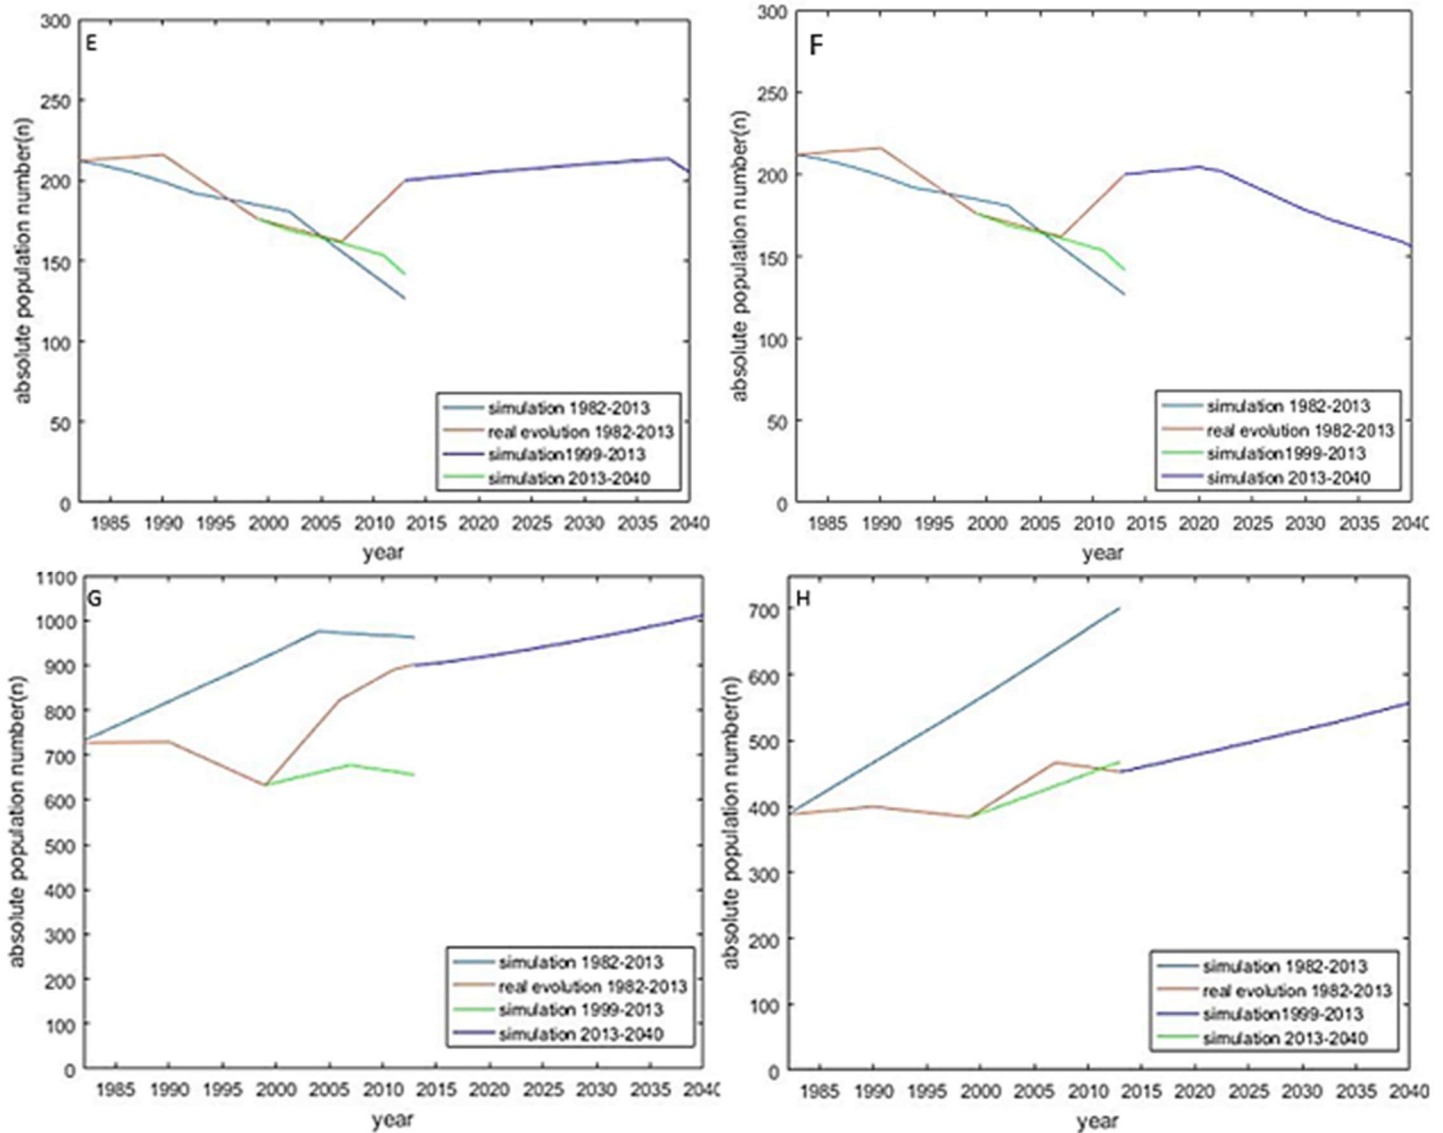 E
300
250
200
150
100
50
0
absolute population number(n)
simulation 1982-2013
real evolution 1982-2013
simulation1999-2013
simulation 2013-2040
1985 1990 1995 2000 2005 2010 2015 2020 2025 2030 2035 2040
year
F
300
250
200
150
100
50
0
absolute population number(n)
simulation 1982-2013
real evolution 1982-2013
simulation1999-2013
simulation 2013-2040
1985 1990 1995 2000 2005 2010 2015 2020 2025 2030 2035 2040
year
G
1100
1000
900
800
700
600
500
400
300
200
100
0
absolute population number(n)
simulation 1982-2013
real evolution 1982-2013
simulation 1999-2013
simulation 2013-2040
1985 1990 1995 2000 2005 2010 2015 2020 2025 2030 2035 2040
year
H
700
600
500
400
300
200
100
0
absolute population number(n)
simulation 1982-2013
real evolution 1982-2013
simulation1999-2013
simulation 2013-2040
1985 1990 1995 2000 2005 2010 2015 2020 2025 2030 2035 2040
year